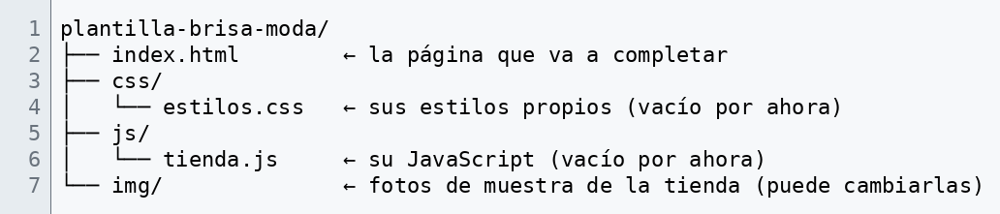 1 plantilla-brisa-moda/
2 ├── index.html        ← la página que va a completar
3 ├── css/
4 │   └── estilos.css   ← sus estilos propios (vacío por ahora)
5 ├── js/
6 │   └── tienda.js     ← su JavaScript (vacío por ahora)
7 └── img/              ← fotos de muestra de la tienda (puede cambiarlas)